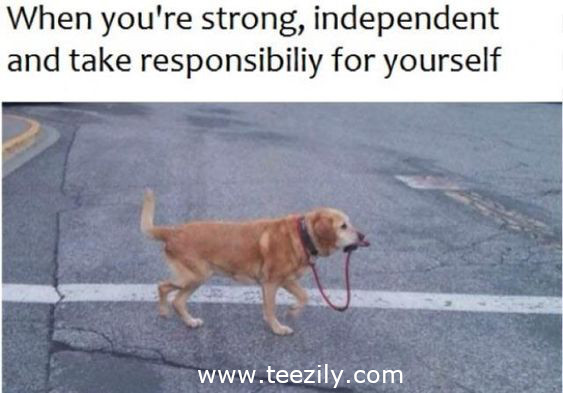 When you're strong, independent
and take responsibiliy for yourself
www.teezily.com